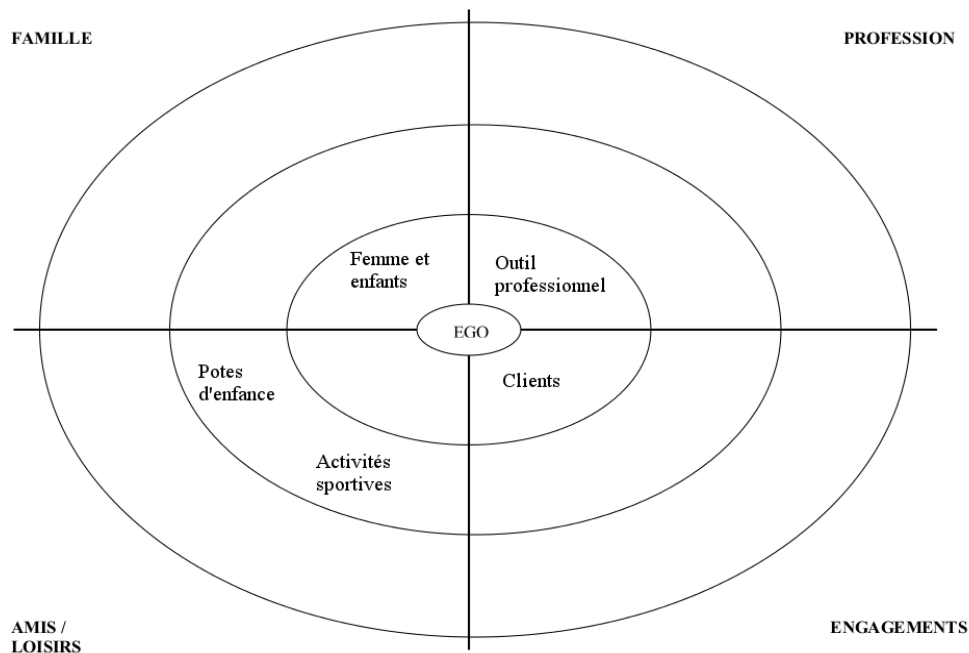 FAMILLE
PROFESSION
Femme et
enfants
Outil
professionnel
EGO
Potes
d'enfance
Clients
Activités
sportives
AMIS /
LOISIRS
ENGAGEMENTS